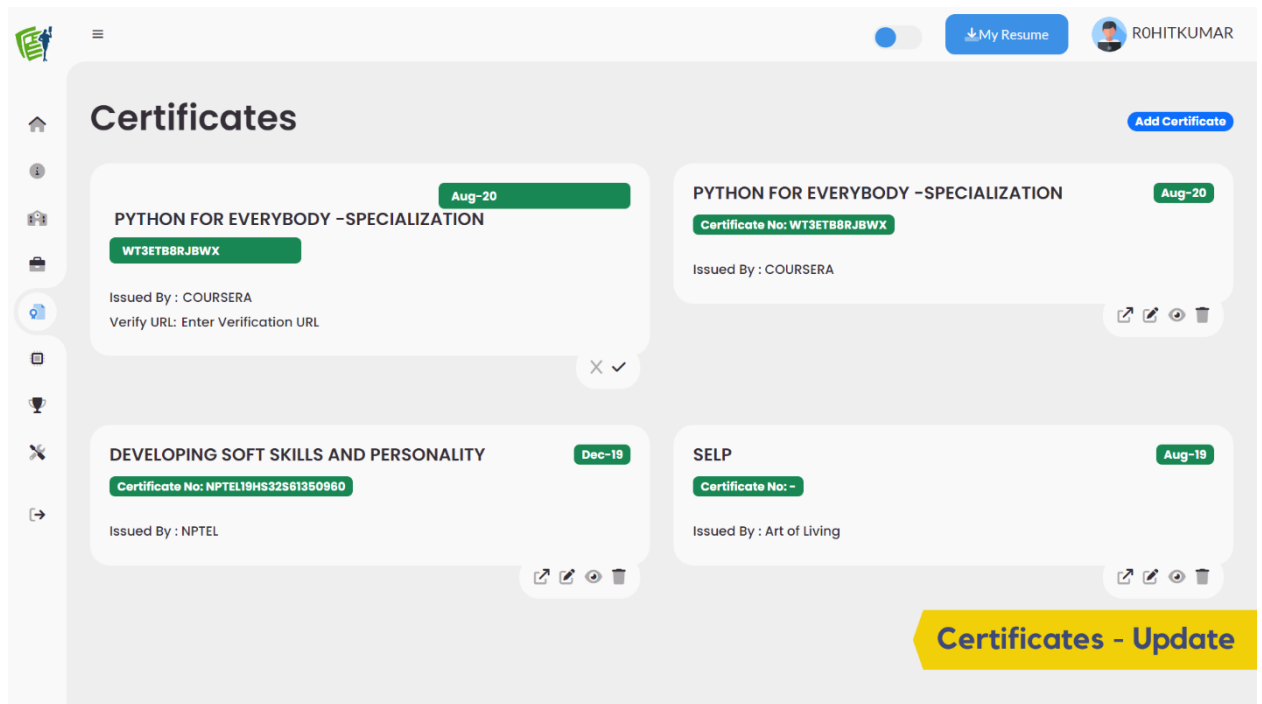 My Resume
R0HITKUMAR
Certificates
Add Certificate
Aug-20
PYTHON FOR EVERYBODY -SPECIALIZATION
WT3ETB8RJBWX
Issued By : COURSERA
Verify URL: Enter Verification URL
PYTHON FOR EVERYBODY -SPECIALIZATION
Aug-20
Certificate No: WT3ETB8RJBWX
Issued By : COURSERA
DEVELOPING SOFT SKILLS AND PERSONALITY
Dec-19
Certificate No: NPTEL19HS32S61350960
Issued By : NPTEL
SELP
Aug-19
Certificate No: -
Issued By : Art of Living
Certificates - Update